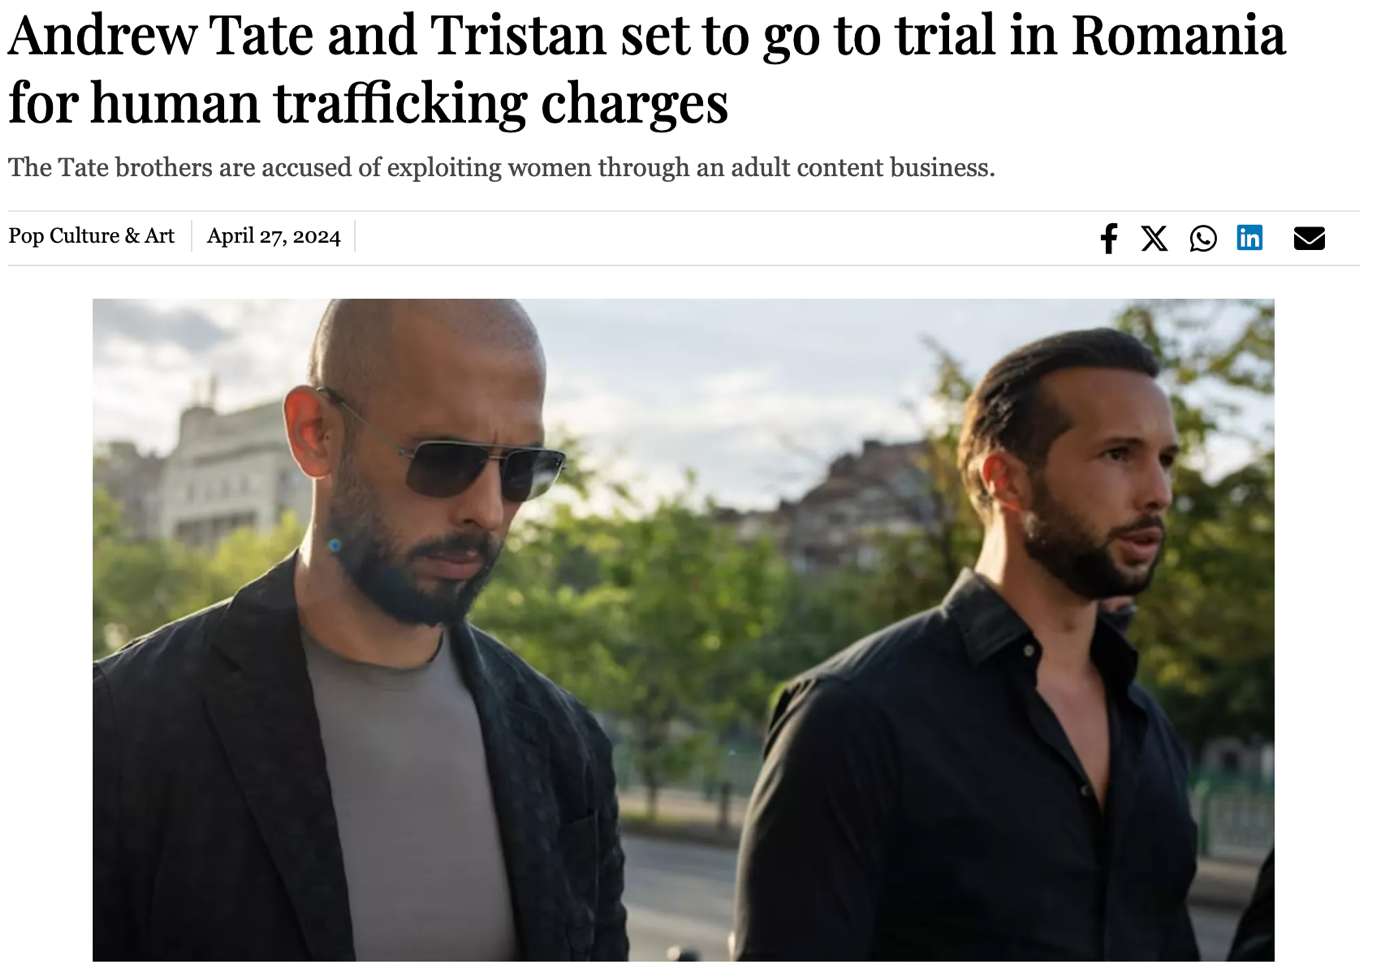 Andrew Tate and Tristan set to go to trial in Romania
for human trafficking charges
The Tate brothers are accused of exploiting women through an adult content business.
Pop Culture & Art April 27, 2024